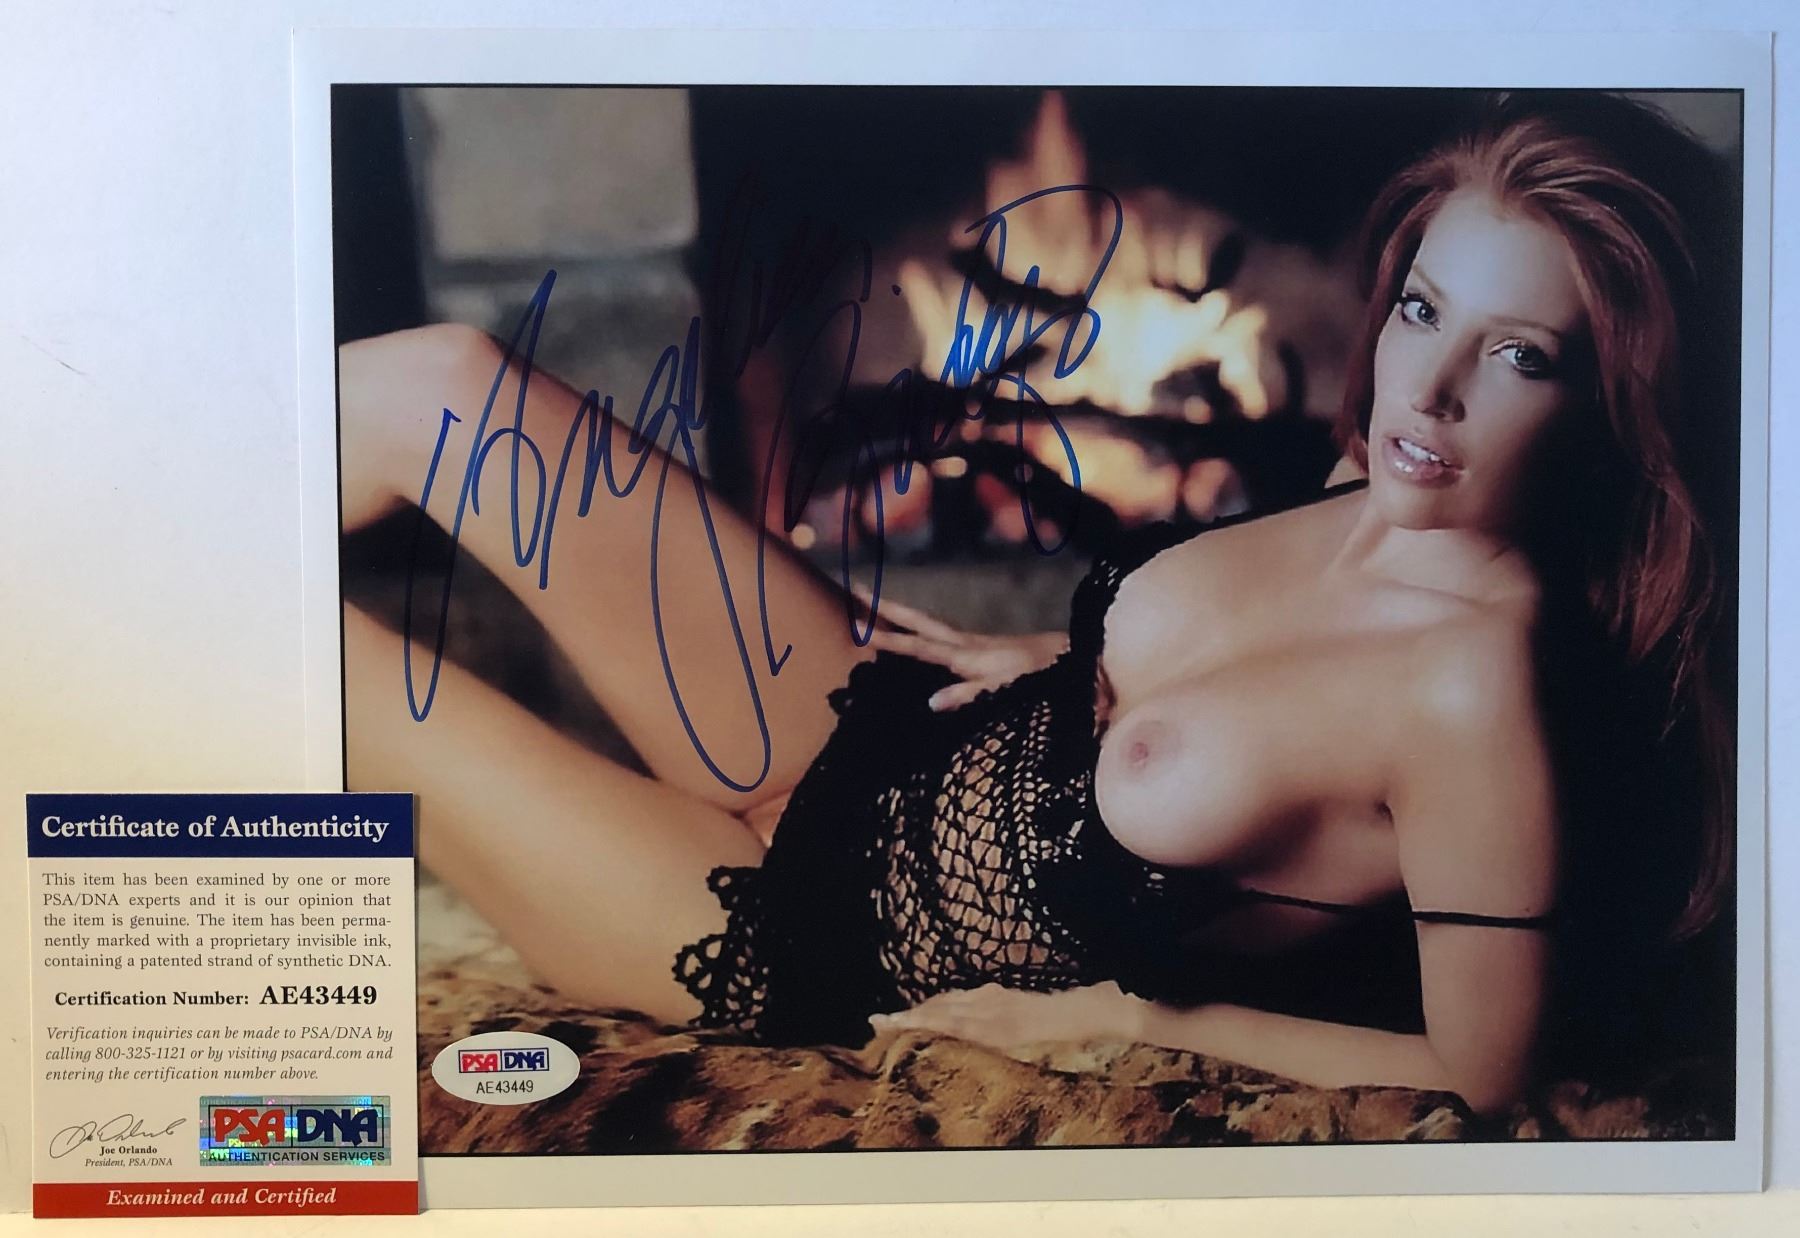 Certificate of Authenticity
This item has been examined by one or more
PSA/DNA experts and it is our opinion that
the item is genuine. The item has been perma-
nently marked with a proprietary invisible ink,
containing a patented strand of synthetic DNA.
Certification Number: AE43449
Verification inquiries can be made to PSA/DNA by
calling 800-325-1121 or by visiting psacard.com and
entering the certification number above.
Joe Orlando
President, PSA/DNA
PSA DNA
AUTHENTICATION SERVICES
Examined and Certified
PSA DNA
AE43449